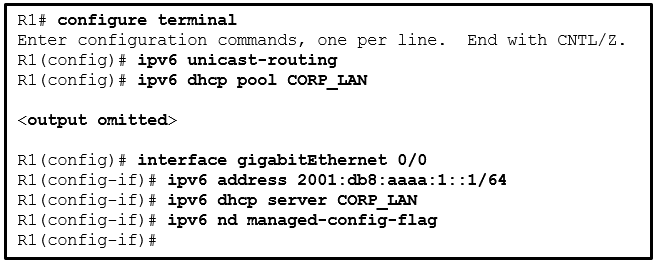 R1# configure terminal
Enter configuration commands, one per line.  End with CNTL/Z.
R1(config)# ipv6 unicast-routing
R1(config)# ipv6 dhcp pool CORP_LAN
<output omitted>
R1(config)# interface gigabitEthernet 0/0
R1(config-if)# ipv6 address 2001:db8:aaaa:1::1/64
R1(config-if)# ipv6 dhcp server CORP_LAN
R1(config-if)# ipv6 nd managed-config-flag
R1(config-if)#